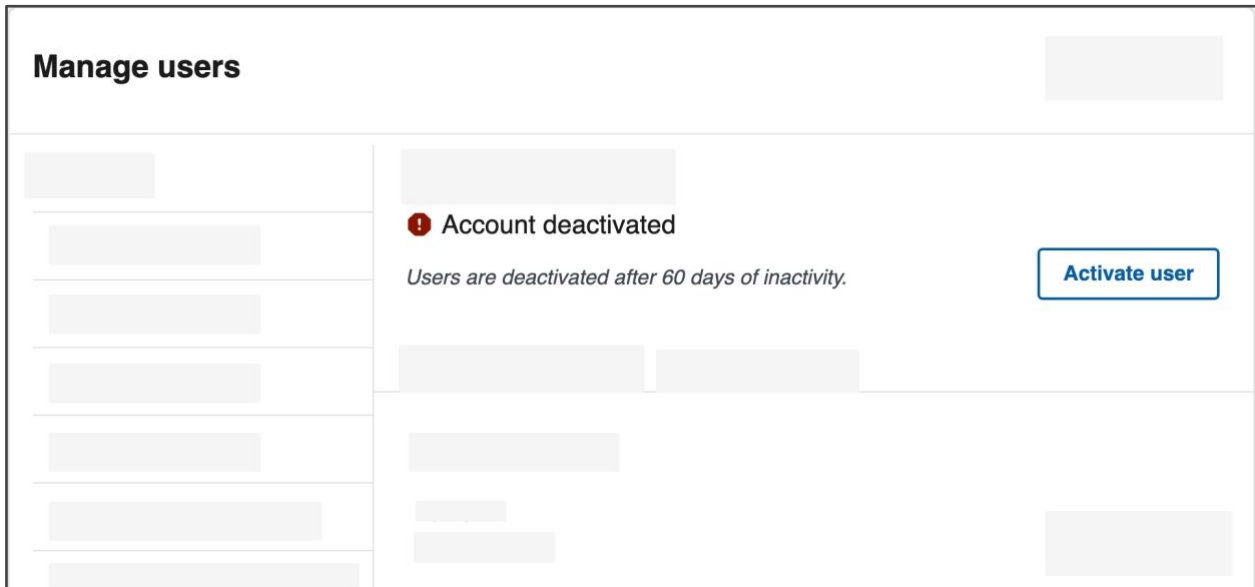 Manage users
Account deactivated
Users are deactivated after 60 days of inactivity.
Activate user